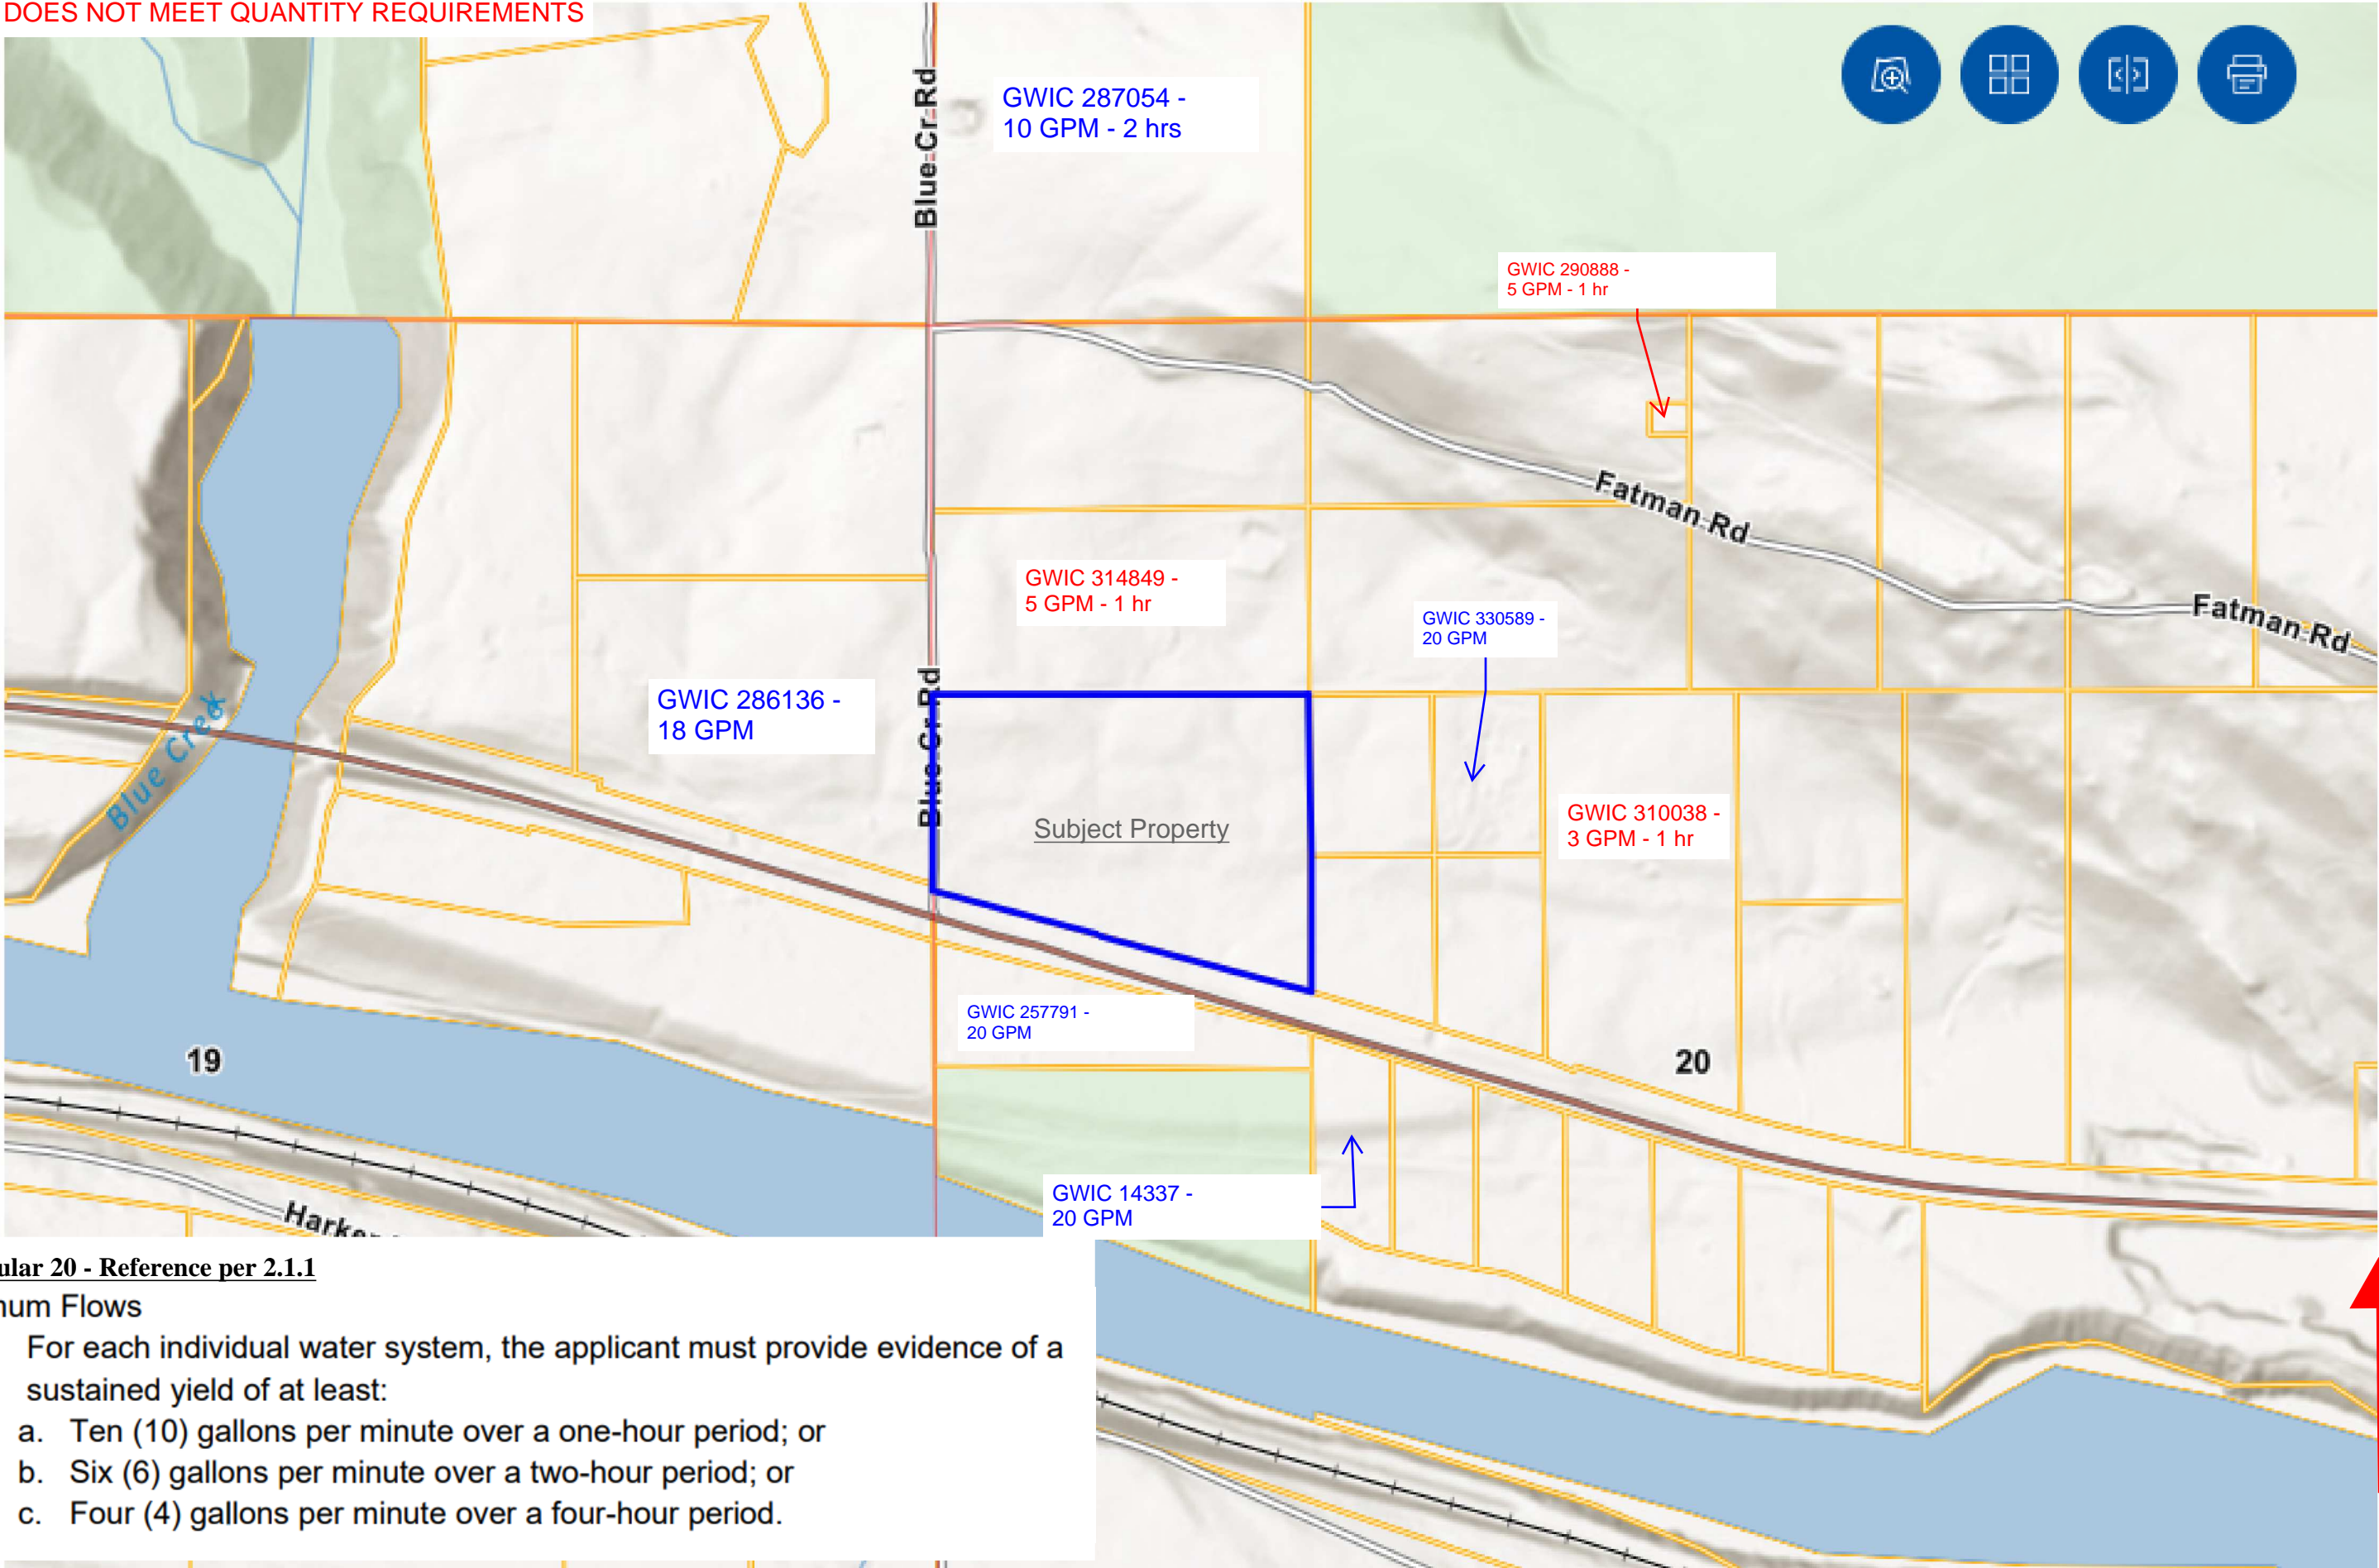 DOES NOT MEET QUANTITY REQUIREMENTS
Blue Cr Rd
GWIC 287054 -
10 GPM - 2 hrs
GWIC 290888 -
5 GPM - 1 hr
Fatman Rd
GWIC 314849 -
5 GPM - 1 hr
GWIC 330589 -
20 GPM
Fatman Rd
GWIC 286136 -
18 GPM
Blue Cr Rd
Blue Creek
Subject Property
GWIC 310038 -
3 GPM - 1 hr
GWIC 257791 -
20 GPM
19
20
GWIC 14337 -
20 GPM
ular 20 - Reference per 2.1.1
num Flows
For each individual water system, the applicant must provide evidence of a
sustained yield of at least:
a. Ten (10) gallons per minute over a one-hour period; or
b. Six (6) gallons per minute over a two-hour period; or
c. Four (4) gallons per minute over a four-hour period.